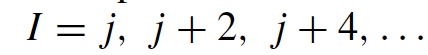 I = j, j + 2, j + 4, . . .